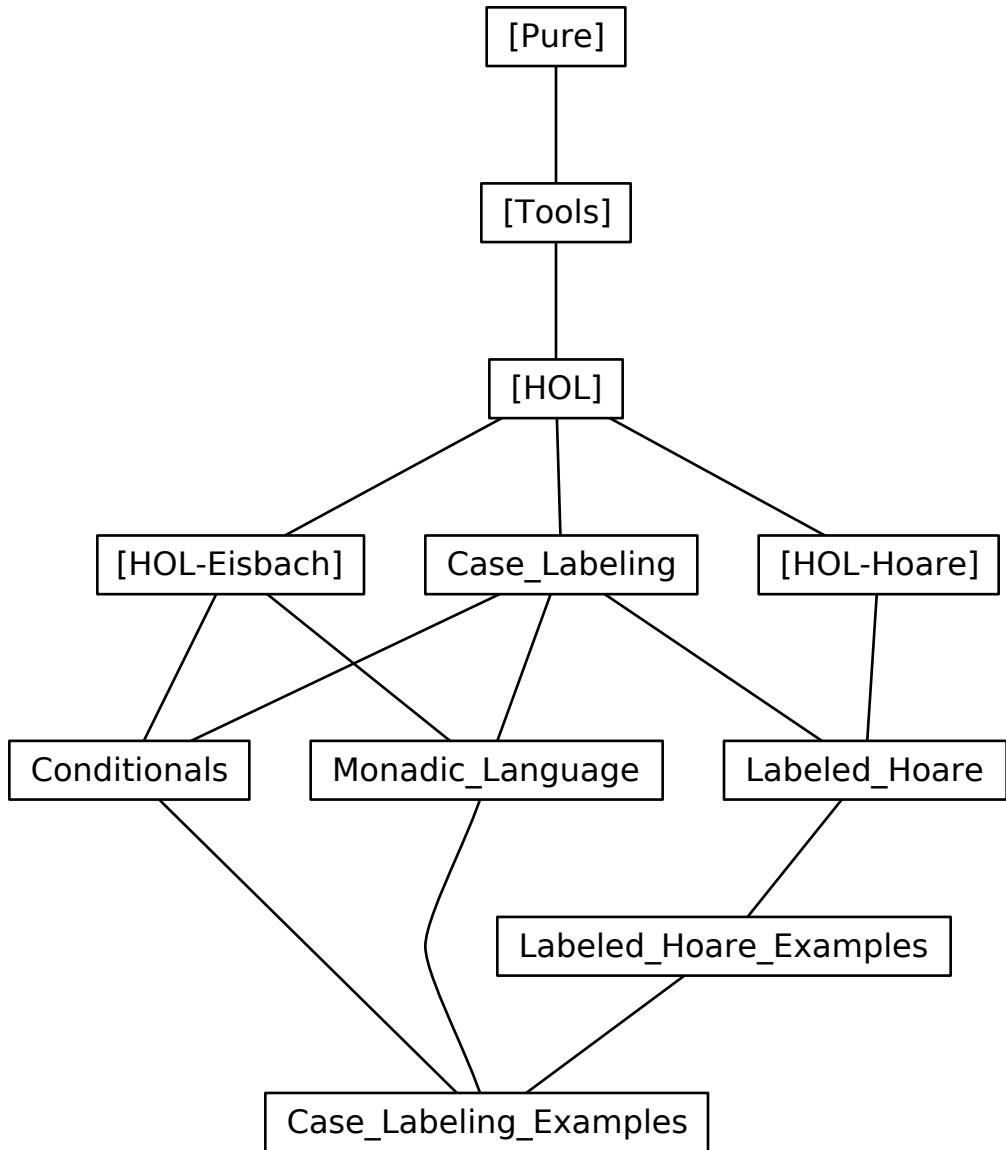 [Pure]
[Tools]
[HOL]
[HOL-Eisbach]
Case_Labeling
[HOL-Hoare]
Conditionals
Monadic_Language
Labeled_Hoare
Labeled_Hoare_Examples
Case_Labeling_Examples